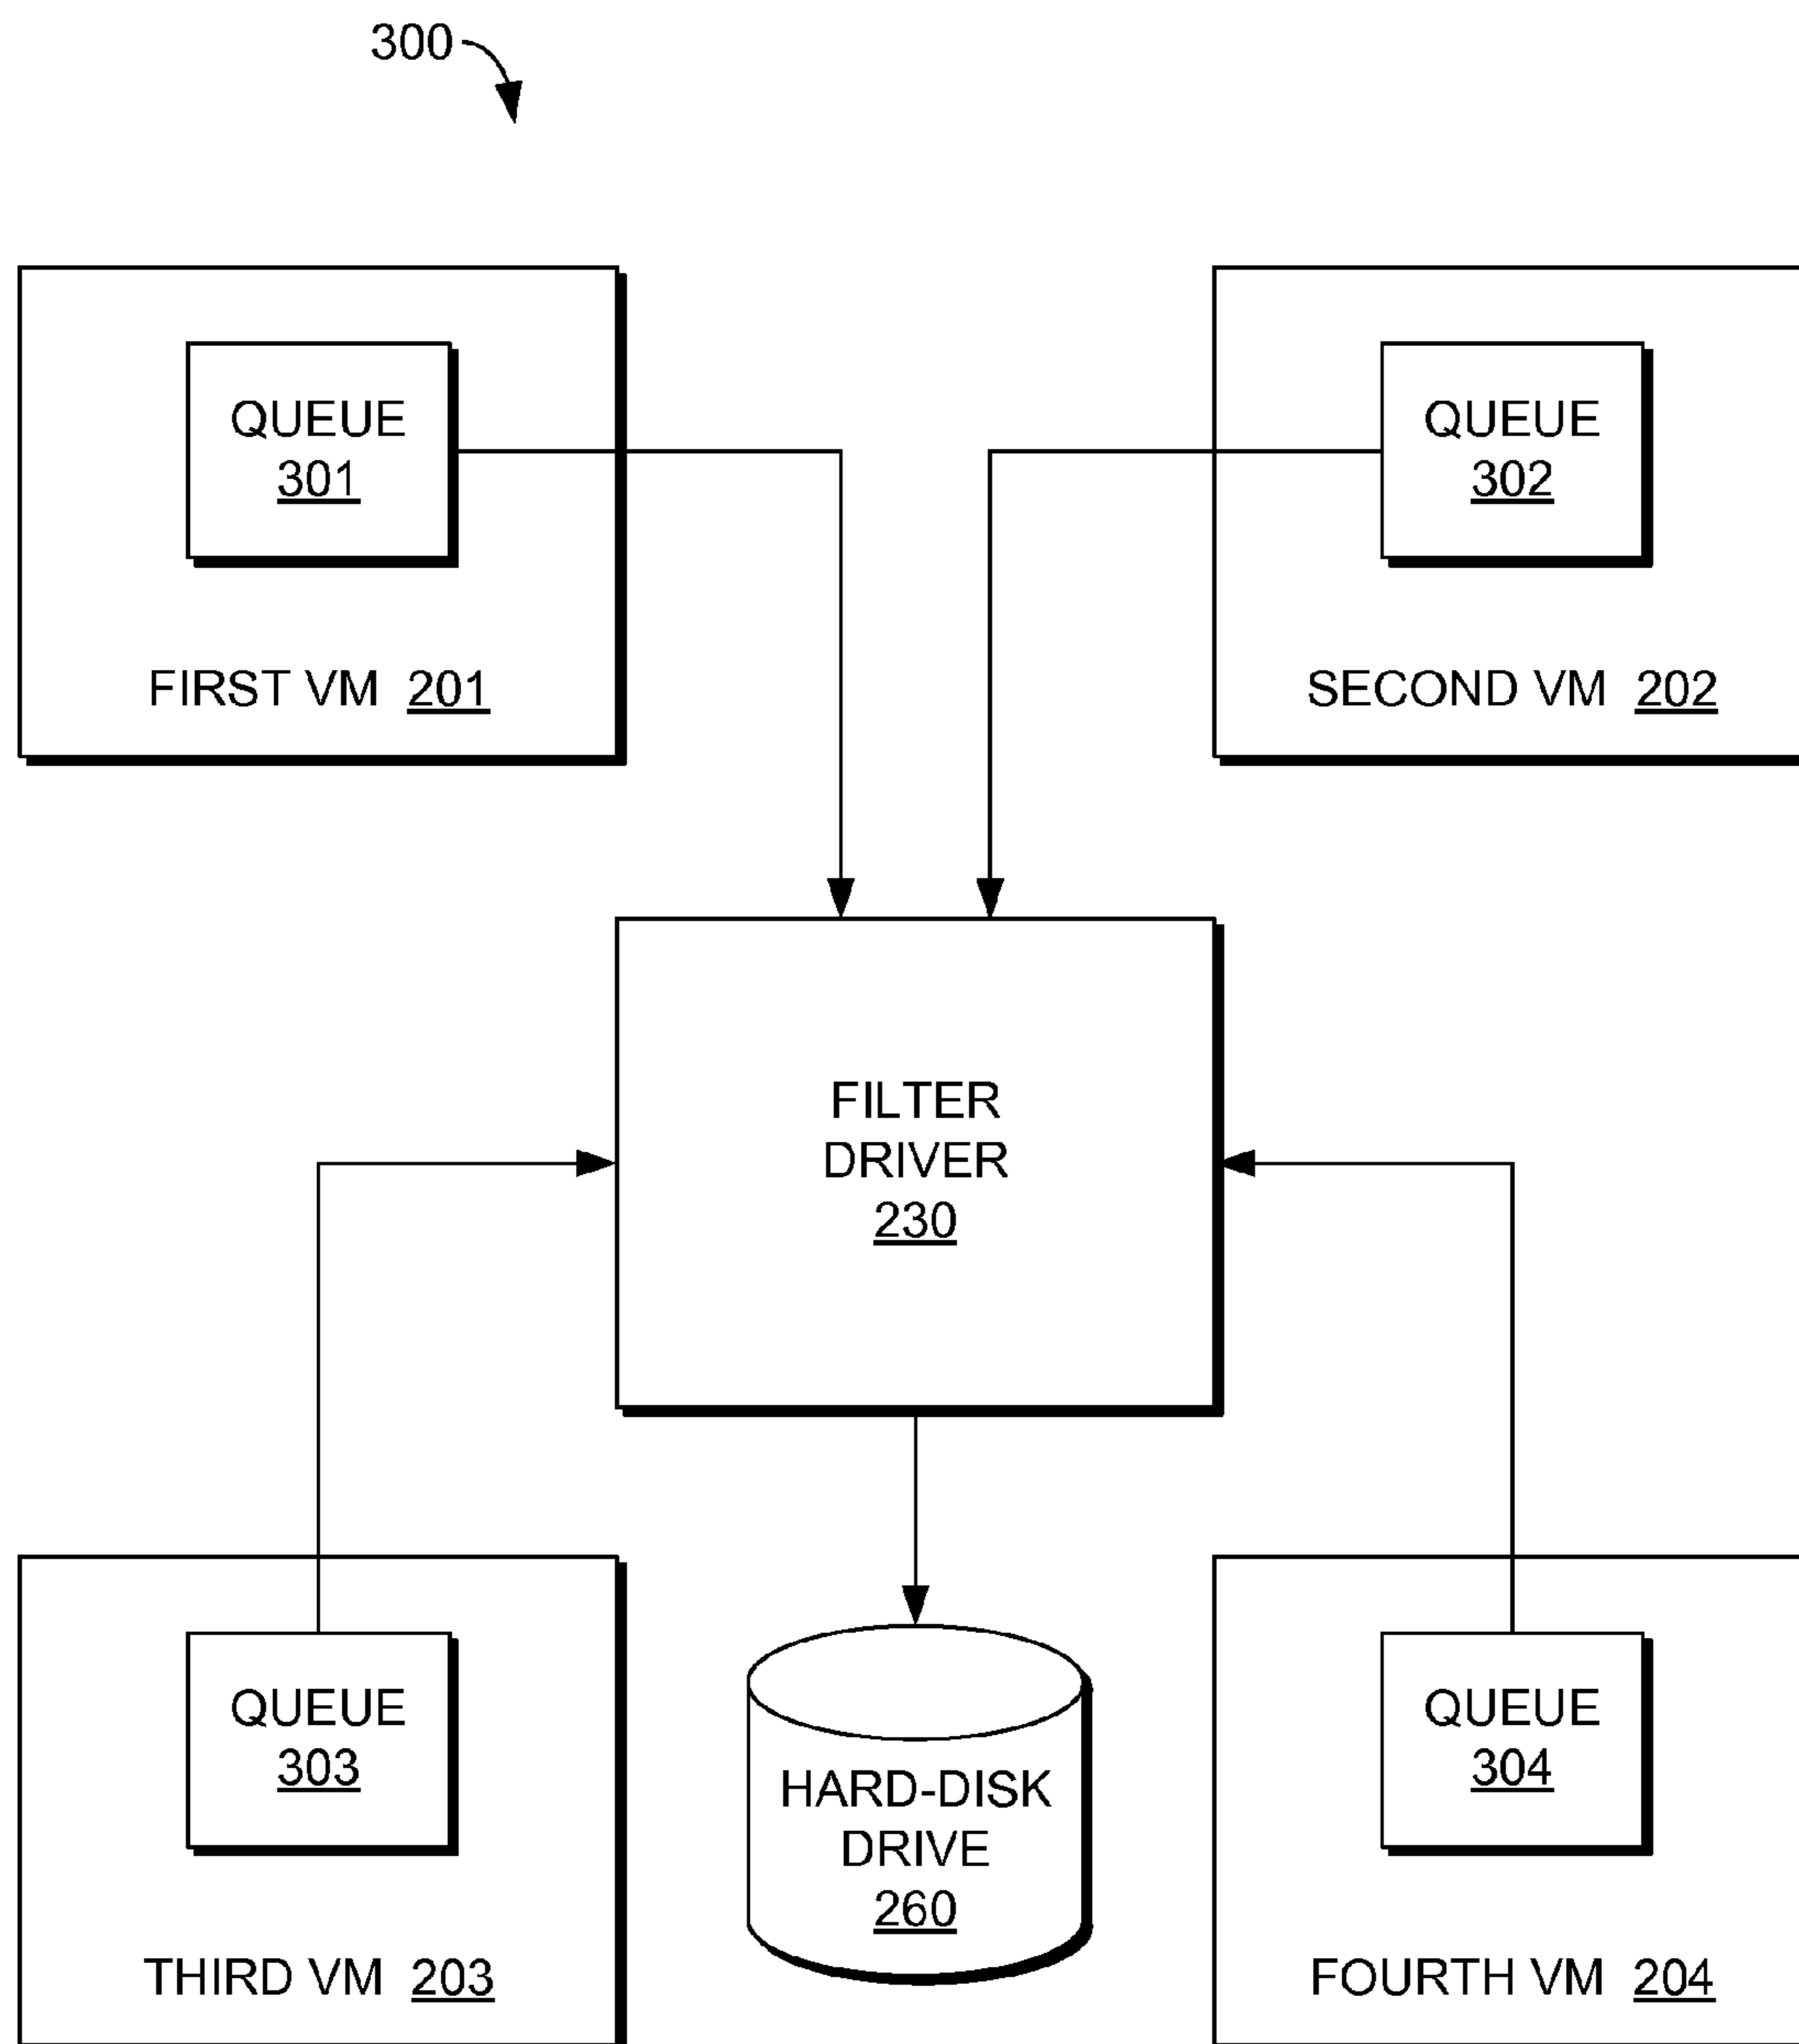 300
QUEUE
301
FIRST VM 201
QUEUE
302
SECOND VM 202
FILTER
DRIVER
230
QUEUE
303
THIRD VM 203
HARD-DISK
DRIVE
260
QUEUE
304
FOURTH VM 204